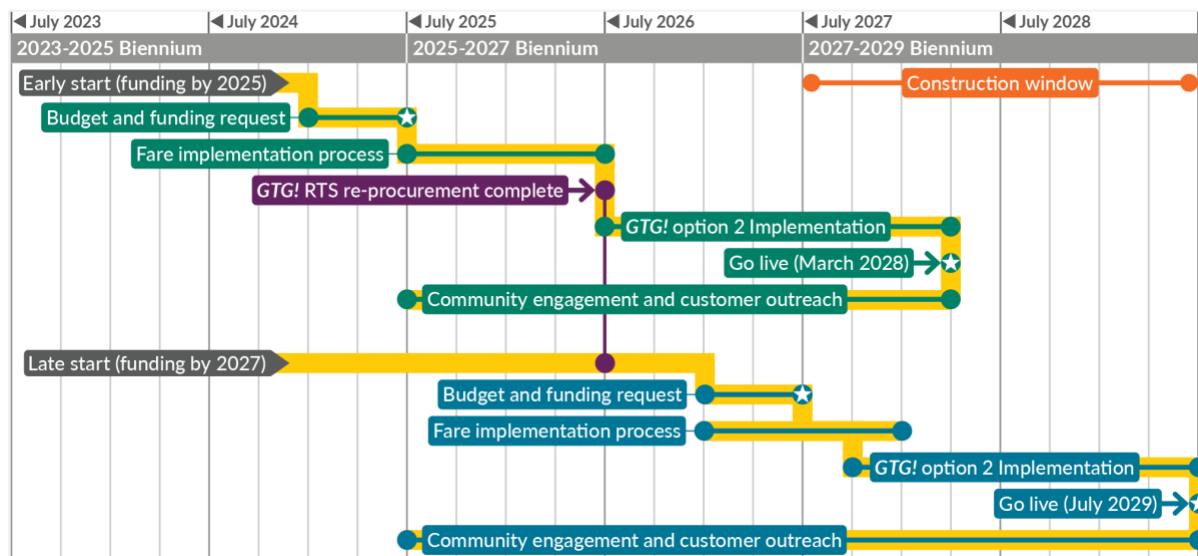 ◀ July 2023
◀ July 2024
◀ July 2025
◀ July 2026
◀ July 2027
◀ July 2028
2023-2025 Biennium
2025-2027 Biennium
2027-2029 Biennium
Early start (funding by 2025)
Construction window
Budget and funding request
Fare implementation process
GTG! RTS re-procurement complete
GTG! option 2 Implementation
Go live (March 2028)
Community engagement and customer outreach
Late start (funding by 2027)
Budget and funding request
Fare implementation process
GTG! option 2 Implementation
Go live (July 2029)
Community engagement and customer outreach